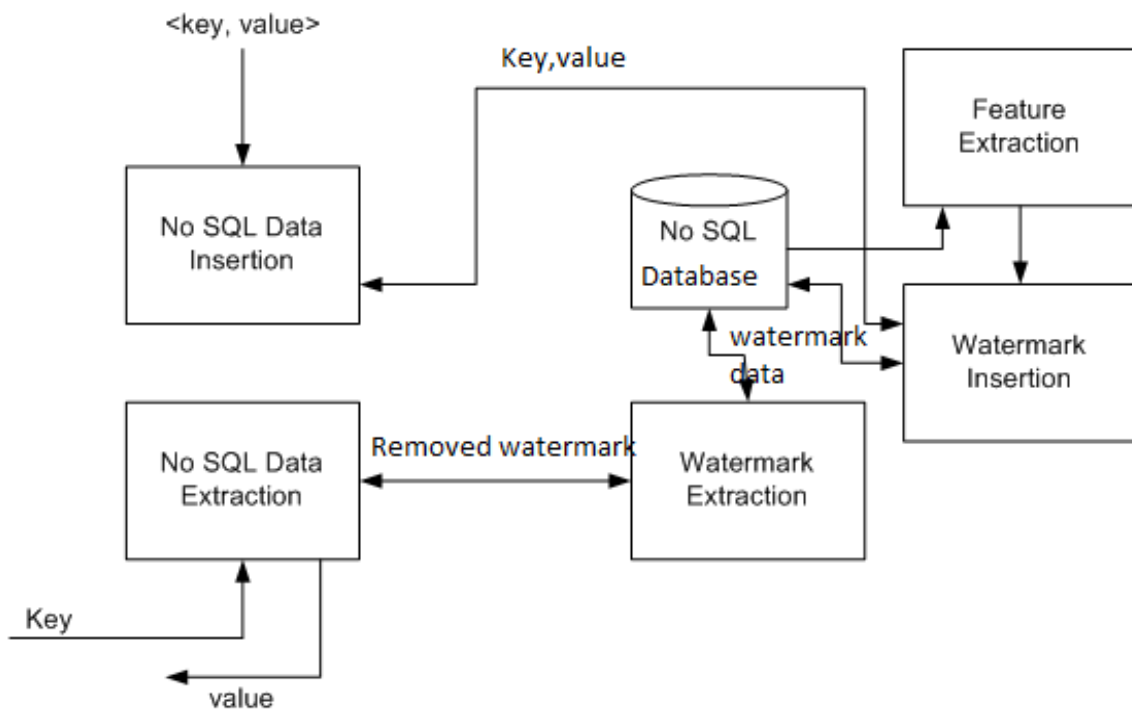 <key, value>
Key,value
Feature
Extraction
No SQL Data
Insertion
No SQL
Database
watermark
data
Watermark
Insertion
No SQL Data
Extraction
Removed watermark
Watermark
Extraction
Key
value